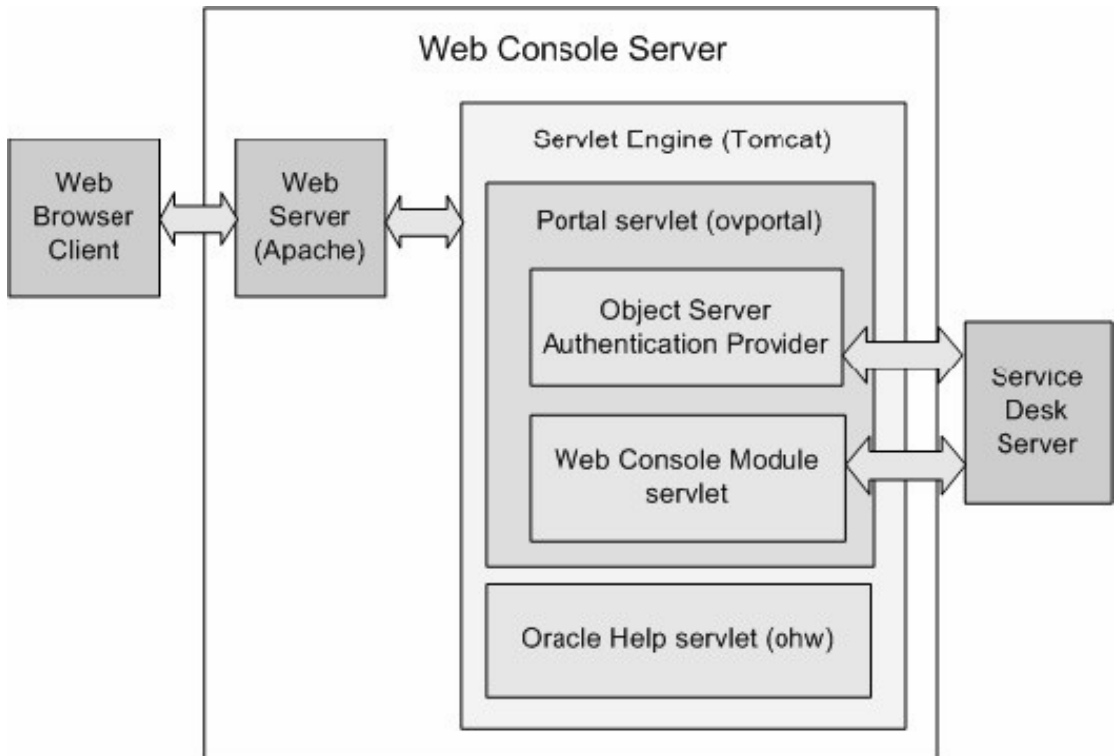 Web Console Server
Servlet Engine (Tomcat)
Web
Browser
Client
Web
Server
(Apache)
Portal servlet (ovportal)
Object Server
Authentication Provider
Web Console Module
servlet
Service
Desk
Server
Oracle Help servlet (ohw)